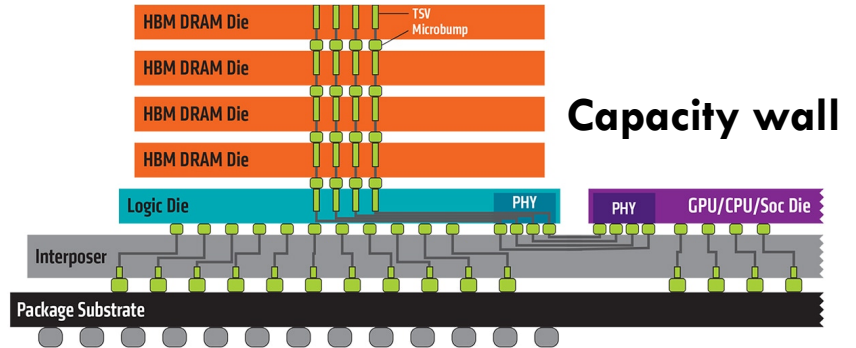 HBM DRAM Die
TSV
Microbump
HBM DRAM Die
HBM DRAM Die
Capacity wall
HBM DRAM Die
Logic Die
PHY
PHY
GPU/CPU/Soc Die
Interposer
Package Substrate